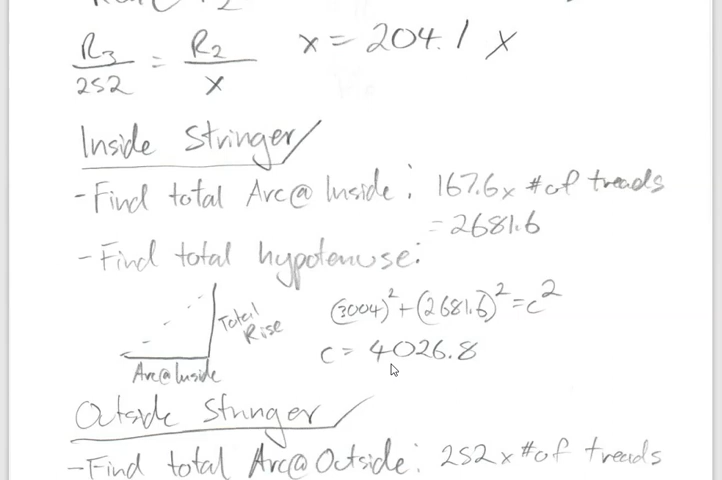 R3/252 = R2/x x = 204.1 x
Inside Stringer
- Find total Arc@ Inside: 167.6 x # of treads
= 2681.6
- Find total hypotenuse:
Total Rise
(3004)² + (2681.6)² = c²
c = 4026.8
Arc@Inside
Outside Stringer
- Find total Arc@Outside: 252 x # of treads